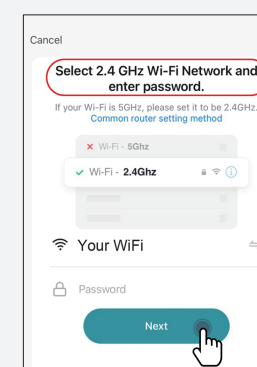 Cancel
Select 2.4 GHz Wi-Fi Network and
enter password.
If your Wi-Fi is 5GHz, please set it to be 2.4GHz.
Common router setting method
Wi-Fi - 5Ghz
Wi-Fi - 2.4Ghz
Your WiFi
Password
Next